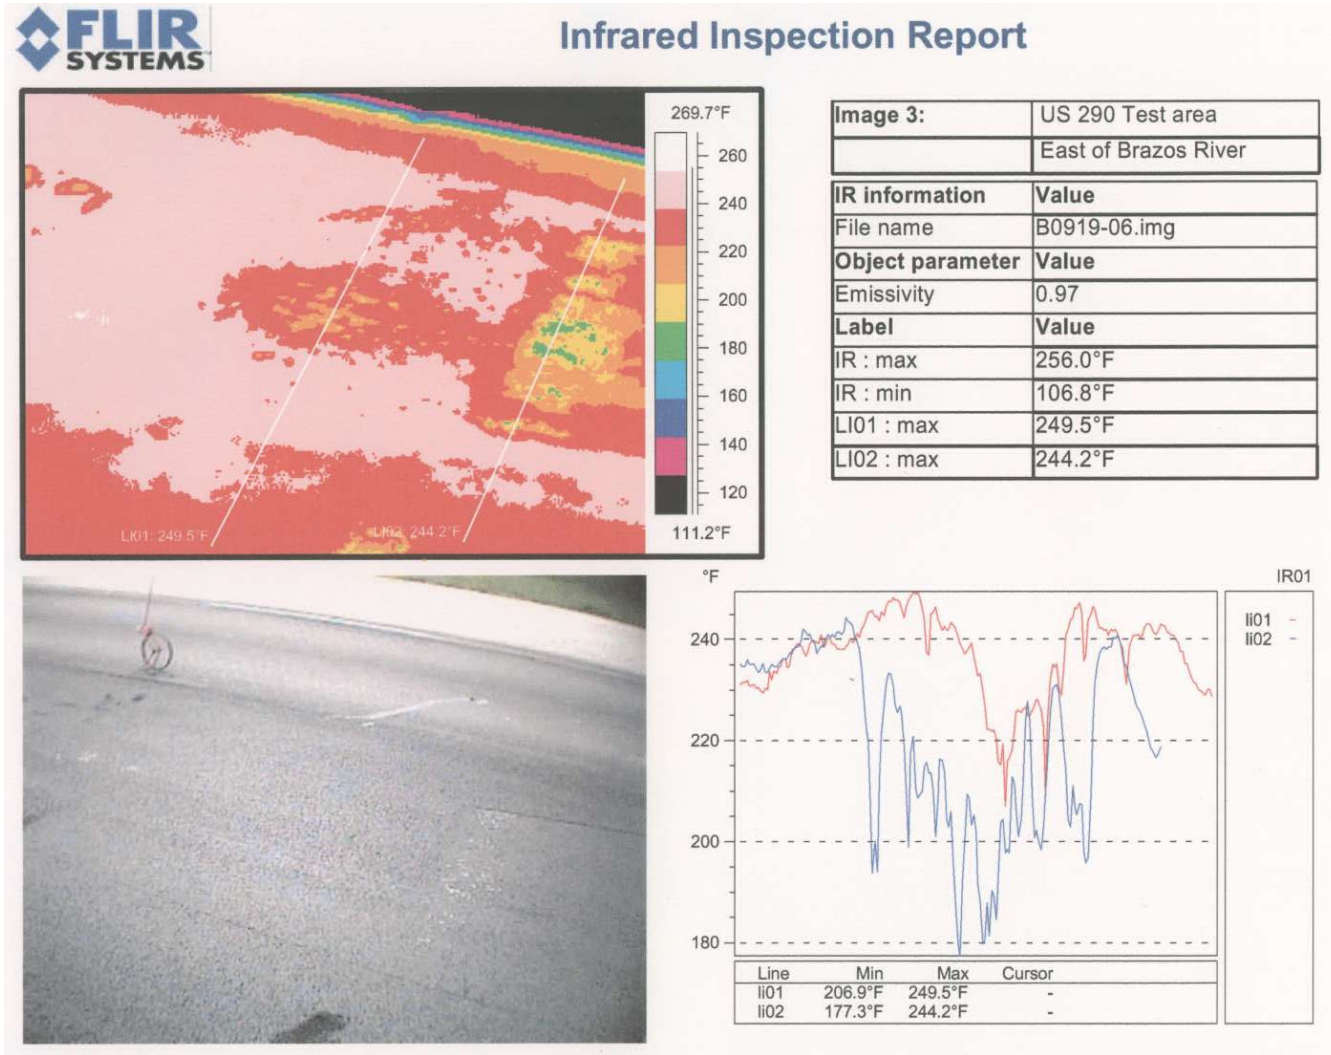 FLIR
SYSTEMS
Infrared Inspection Report
269.7°F
260
240
220
200
180
160
140
120
111.2°F
LI01: 249.5°F
LI02: 244.2°F
Image 3: US 290 Test area
East of Brazos River
IR information Value
File name B0919-06.img
Object parameter Value
Emissivity 0.97
Label Value
IR : max 256.0°F
IR : min 106.8°F
LI01 : max 249.5°F
LI02 : max 244.2°F
°F IR01
240
220
200
180
li01
li02
Line Min Max Cursor
li01 206.9°F 249.5°F -
li02 177.3°F 244.2°F -